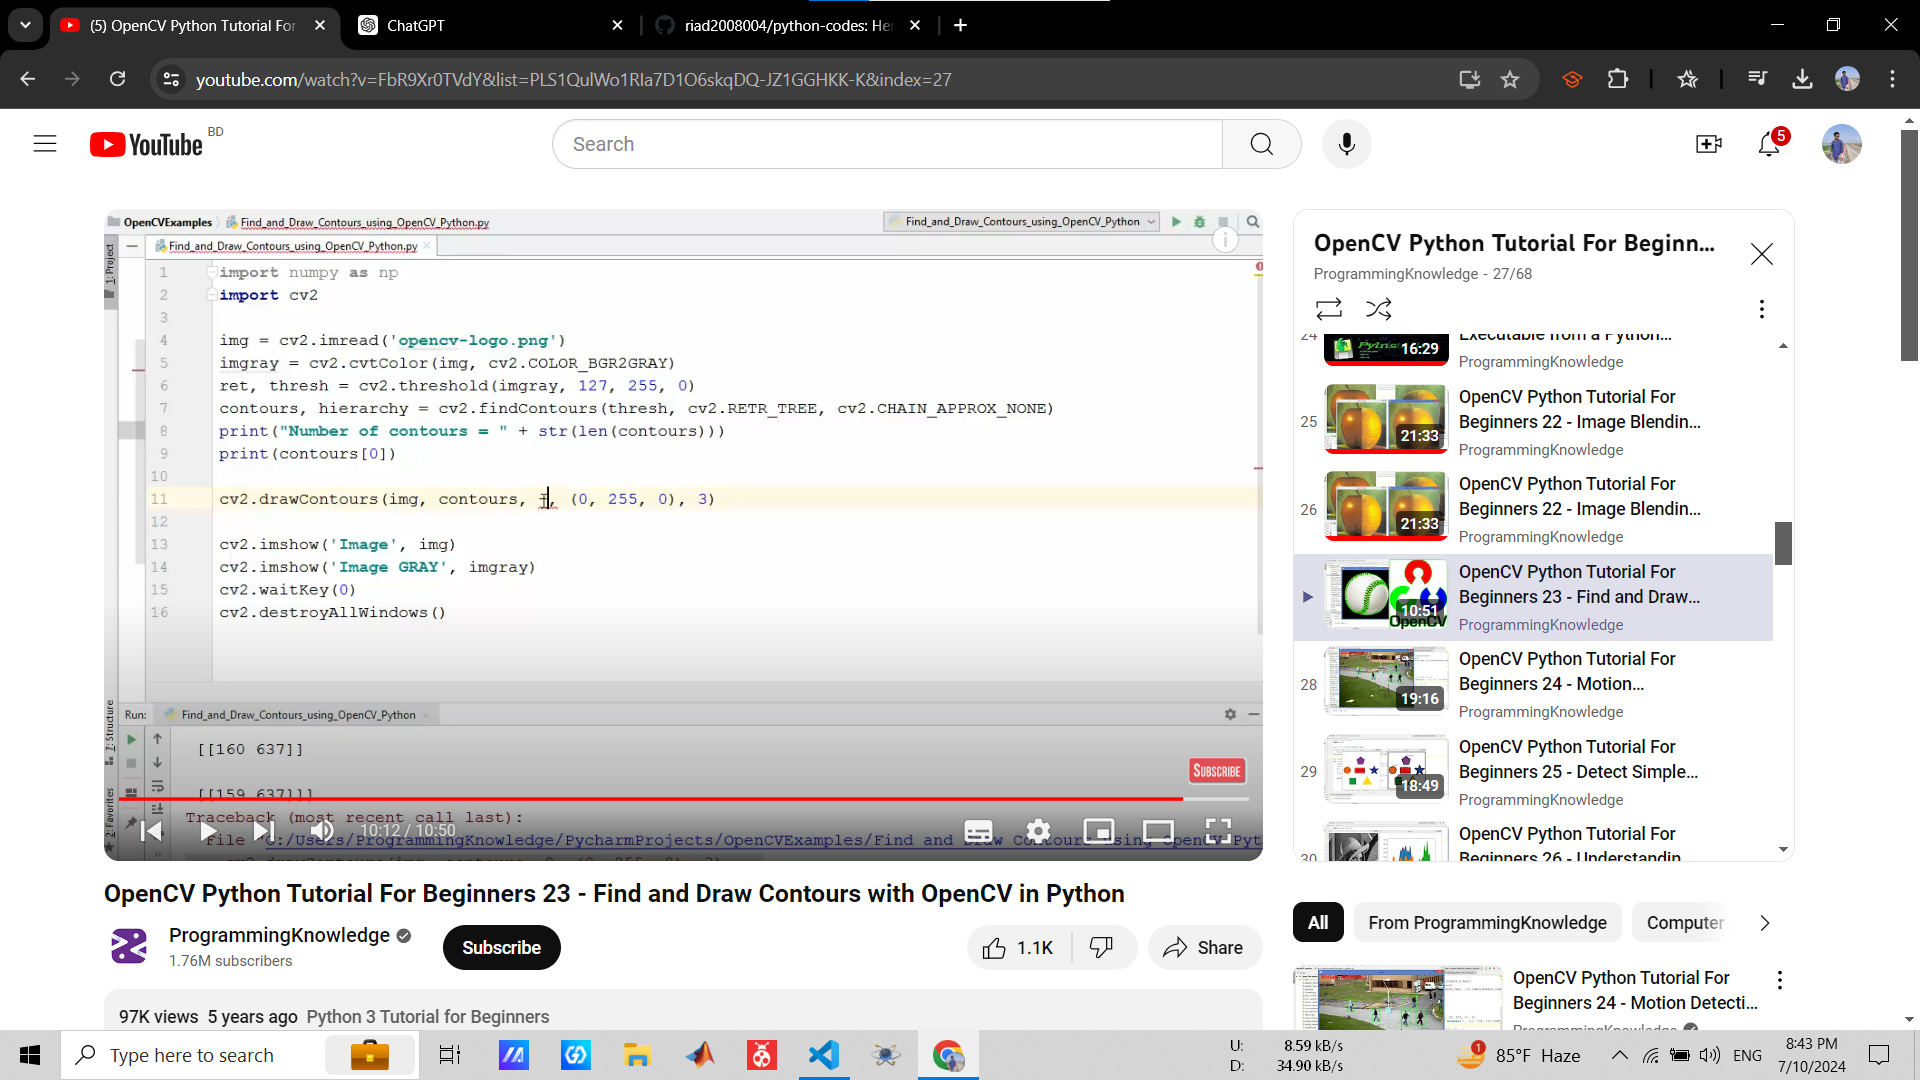 (5) OpenCV Python Tutorial For
ChatGPT
riad2008004/python-codes: He
youtube.com/watch?v=FbR9Xr0TVdY&list=PLS1QulWo1RIa7D1O6skqDQ-JZ1GGHKK-K&index=27
YouTube BD
Search
5
OpenCVExamples Find_and_Draw_Contours_using_OpenCV_Python.py
Find_and_Draw_Contours_using_OpenCV_Python
Find_and_Draw_Contours_using_OpenCV_Python.py
1: Project
1 import numpy as np
2 import cv2
3
4 img = cv2.imread('opencv-logo.png')
5 imgray = cv2.cvtColor(img, cv2.COLOR_BGR2GRAY)
6 ret, thresh = cv2.threshold(imgray, 127, 255, 0)
7 contours, hierarchy = cv2.findContours(thresh, cv2.RETR_TREE, cv2.CHAIN_APPROX_NONE)
8 print("Number of contours = " + str(len(contours)))
9 print(contours[0])
10
11 cv2.drawContours(img, contours, , (0, 255, 0), 3)
12
13 cv2.imshow('Image', img)
14 cv2.imshow('Image GRAY', imgray)
15 cv2.waitKey(0)
16 cv2.destroyAllWindows()
7: Structure
2: Favorites
Run: Find_and_Draw_Contours_using_OpenCV_Python
[[160 637]]
[[159 637]]]
Traceback (most recent call last):
File C:/Users/ProgrammingKnowledge/PycharmProjects/OpenCVExamples/Find and Draw Contours using OpenCV Pyt
SUBSCRIBE
10:12 / 10:50
OpenCV Python Tutorial For Beginners 23 - Find and Draw Contours with OpenCV in Python
ProgrammingKnowledge
1.76M subscribers
Subscribe
1.1K
Share
97K views 5 years ago Python 3 Tutorial for Beginners
OpenCV Python Tutorial For Beginn...
ProgrammingKnowledge - 27/68
24
16:29
Executable from a Python...
ProgrammingKnowledge
25
21:33
OpenCV Python Tutorial For
Beginners 22 - Image Blendin...
ProgrammingKnowledge
26
21:33
OpenCV Python Tutorial For
Beginners 22 - Image Blendin...
ProgrammingKnowledge
10:51
OpenCV
OpenCV Python Tutorial For
Beginners 23 - Find and Draw...
ProgrammingKnowledge
28
19:16
OpenCV Python Tutorial For
Beginners 24 - Motion...
ProgrammingKnowledge
29
18:49
OpenCV Python Tutorial For
Beginners 25 - Detect Simple...
ProgrammingKnowledge
30
OpenCV Python Tutorial For
Beginners 26 - Understandin
All
From ProgrammingKnowledge
Computer
OpenCV Python Tutorial For
Beginners 24 - Motion Detecti...
ProgrammingKnowledge
Type here to search
U: 8.59 kB/s
D: 34.90 kB/s
1
85°F Haze
ENG
8:43 PM
7/10/2024